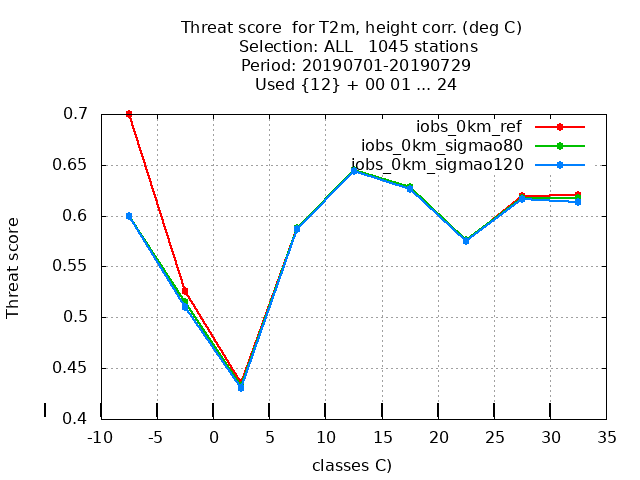 Threat score  for T2m, height corr. (deg C)
Selection: ALL   1045 stations
Period: 20190701-20190729
Used {12} + 00 01 ... 24
0.7
0.65
0.6
0.55
0.5
0.45
0.4
Threat score
iobs_0km_ref
iobs_0km_sigmao80
iobs_0km_sigmao120
-10 -5 0 5 10 15 20 25 30 35
classes C)